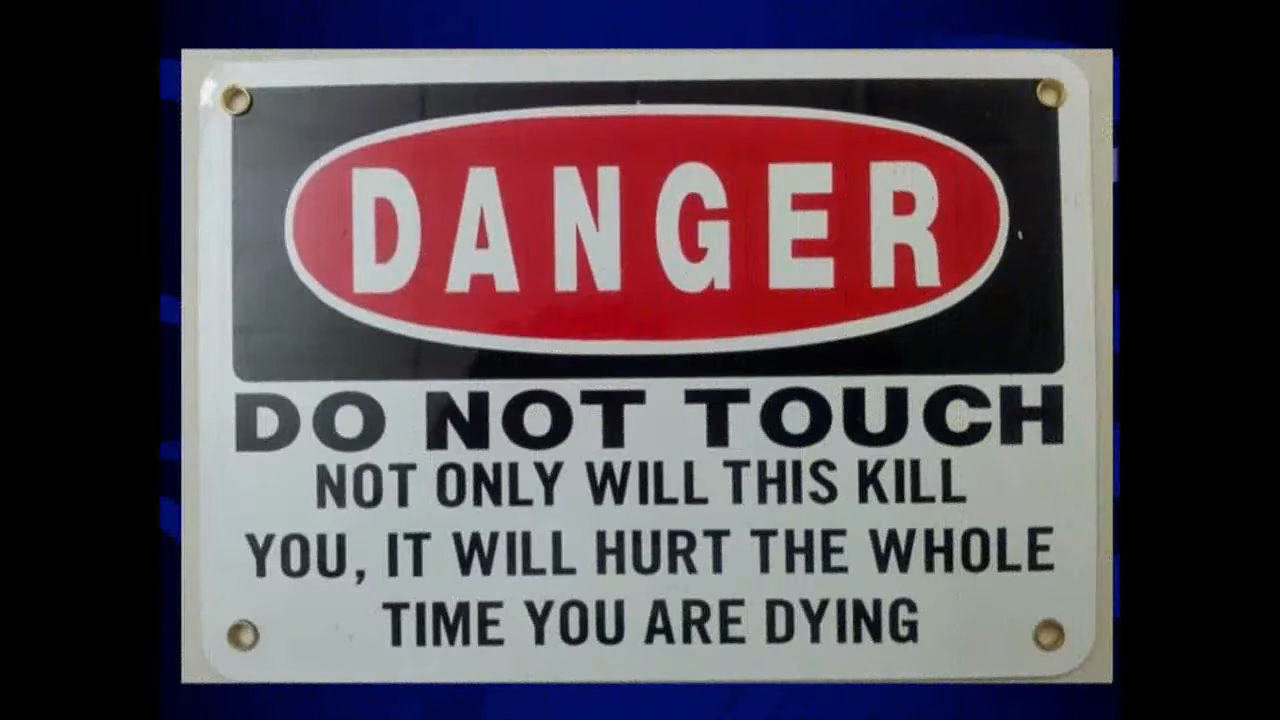 DANGER
DO NOT TOUCH
NOT ONLY WILL THIS KILL
YOU, IT WILL HURT THE WHOLE
TIME YOU ARE DYING